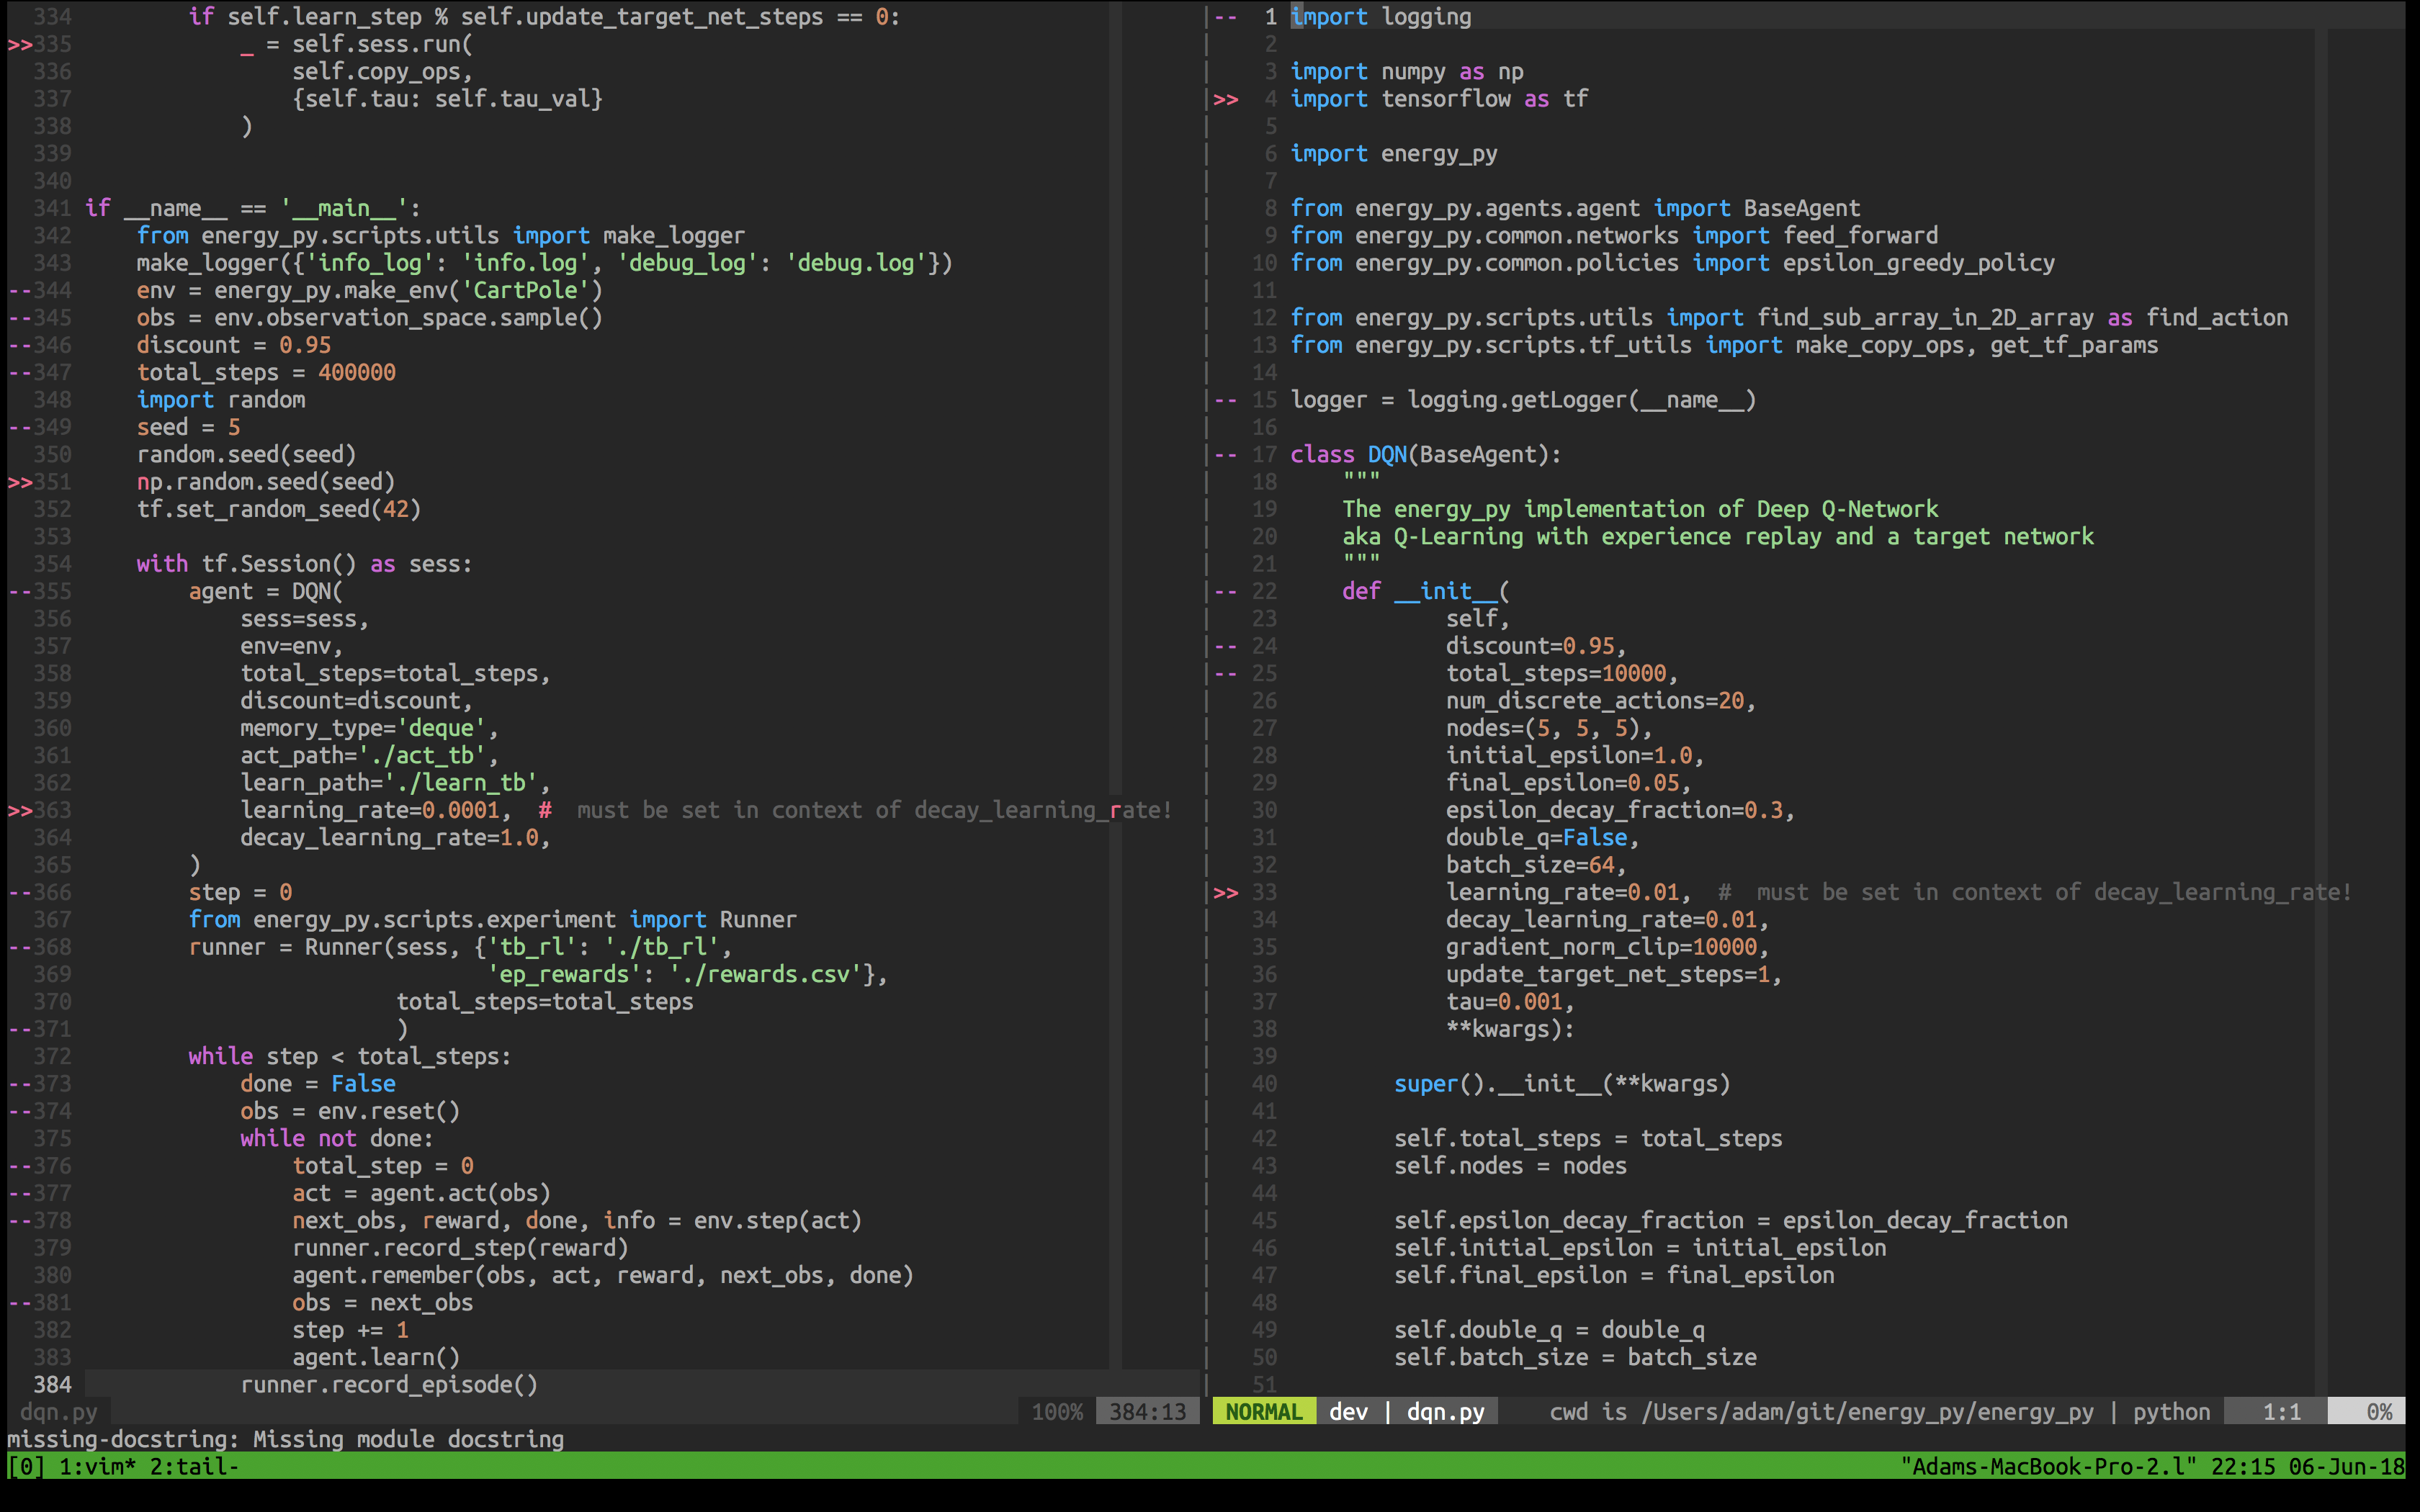 334         if self.learn_step % self.update_target_net_steps == 0:
>>335             _ = self.sess.run(
336                 self.copy_ops,
337                 {self.tau: self.tau_val}
338             )
339
340
341 if __name__ == '__main__':
342     from energy_py.scripts.utils import make_logger
343     make_logger({'info_log': 'info.log', 'debug_log': 'debug.log'})
--344     env = energy_py.make_env('CartPole')
--345     obs = env.observation_space.sample()
--346     discount = 0.95
--347     total_steps = 400000
348     import random
--349     seed = 5
350     random.seed(seed)
>>351     np.random.seed(seed)
352     tf.set_random_seed(42)
353
354     with tf.Session() as sess:
--355         agent = DQN(
356             sess=sess,
357             env=env,
358             total_steps=total_steps,
359             discount=discount,
360             memory_type='deque',
361             act_path='./act_tb',
362             learn_path='./learn_tb',
>>363             learning_rate=0.0001,  #  must be set in context of decay_learning_rate!
364             decay_learning_rate=1.0,
365         )
--366         step = 0
367         from energy_py.scripts.experiment import Runner
--368         runner = Runner(sess, {'tb_rl': './tb_rl',
369                                'ep_rewards': './rewards.csv'},
370                         total_steps=total_steps
--371                         )
372         while step < total_steps:
--373             done = False
--374             obs = env.reset()
375             while not done:
--376                 total_step = 0
--377                 act = agent.act(obs)
--378                 next_obs, reward, done, info = env.step(act)
379                 runner.record_step(reward)
380                 agent.remember(obs, act, reward, next_obs, done)
--381                 obs = next_obs
382                 step += 1
383                 agent.learn()
384             runner.record_episode()
dqn.py 100% 384:13
-- 1 import logging
2
3 import numpy as np
>> 4 import tensorflow as tf
5
6 import energy_py
7
8 from energy_py.agents.agent import BaseAgent
9 from energy_py.common.networks import feed_forward
10 from energy_py.common.policies import epsilon_greedy_policy
11
12 from energy_py.scripts.utils import find_sub_array_in_2D_array as find_action
13 from energy_py.scripts.tf_utils import make_copy_ops, get_tf_params
14
-- 15 logger = logging.getLogger(__name__)
16
-- 17 class DQN(BaseAgent):
18     """
19     The energy_py implementation of Deep Q-Network
20     aka Q-Learning with experience replay and a target network
21     """
-- 22     def __init__(
23             self,
-- 24             discount=0.95,
-- 25             total_steps=10000,
26             num_discrete_actions=20,
27             nodes=(5, 5, 5),
28             initial_epsilon=1.0,
29             final_epsilon=0.05,
30             epsilon_decay_fraction=0.3,
31             double_q=False,
32             batch_size=64,
>> 33             learning_rate=0.01,  #  must be set in context of decay_learning_rate!
34             decay_learning_rate=0.01,
35             gradient_norm_clip=10000,
36             update_target_net_steps=1,
37             tau=0.001,
38             **kwargs):
39
40         super().__init__(**kwargs)
41
42         self.total_steps = total_steps
43         self.nodes = nodes
44
45         self.epsilon_decay_fraction = epsilon_decay_fraction
46         self.initial_epsilon = initial_epsilon
47         self.final_epsilon = final_epsilon
48
49         self.double_q = double_q
50         self.batch_size = batch_size
51
NORMAL dev | dqn.py cwd is /Users/adam/git/energy_py/energy_py | python 1:1 0%
missing-docstring: Missing module docstring
[0] 1:vim* 2:tail- "Adams-MacBook-Pro-2.l" 22:15 06-Jun-18